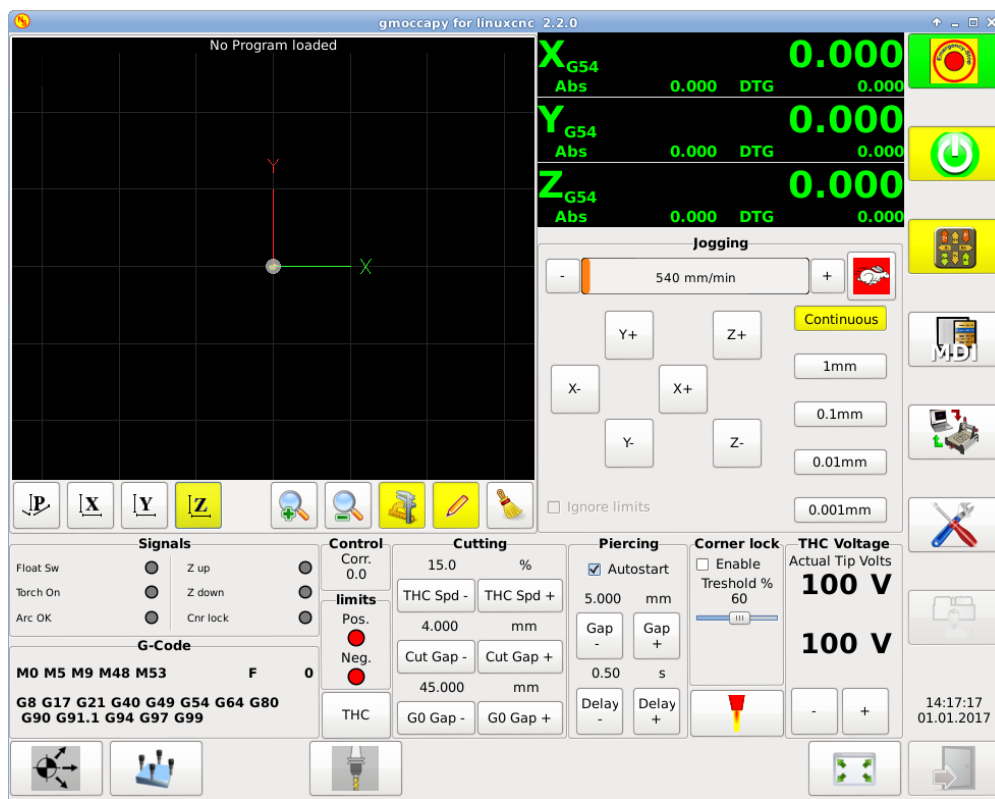 gmoccapy for linuxcnc 2.2.0
No Program loaded
Y
X
X G54 0.000
Abs 0.000 DTG 0.000
Y G54 0.000
Abs 0.000 DTG 0.000
Z G54 0.000
Abs 0.000 DTG 0.000
Emergency-Stop
Jogging
- 540 mm/min +
Continuous
Y+ Z+
1mm
X- X+
0.1mm
Y- Z-
0.01mm
Ignore limits
0.001mm
MDI
P X Y Z
Signals
Float Sw Z up
Torch On Z down
Arc OK Cnr lock
G-Code
M0 M5 M9 M48 M53 F 0
G8 G17 G21 G40 G49 G54 G64 G80
G90 G91.1 G94 G97 G99
Control
Corr.
0.0
limits
Pos.
Neg.
THC
Cutting
15.0 %
THC Spd - THC Spd +
4.000 mm
Cut Gap - Cut Gap +
45.000 mm
G0 Gap - G0 Gap +
Piercing
Autostart
5.000 mm
Gap Gap
- +
0.50 s
Delay Delay
- +
Corner lock
Enable
Treshold %
60
THC Voltage
Actual Tip Volts
100 V
100 V
- +
14:17:17
01.01.2017